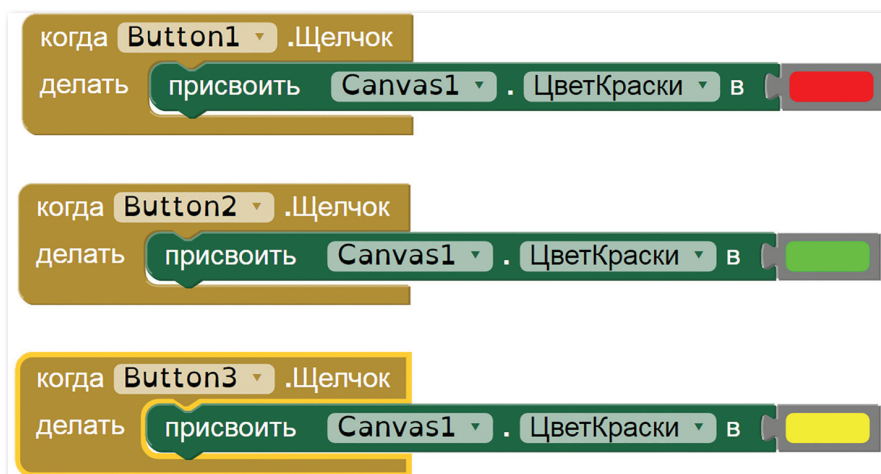 когда Button1 .Щелчок
делать присвоить Canvas1 . ЦветКраски в
когда Button2 .Щелчок
делать присвоить Canvas1 . ЦветКраски в
когда Button3 .Щелчок
делать присвоить Canvas1 . ЦветКраски в